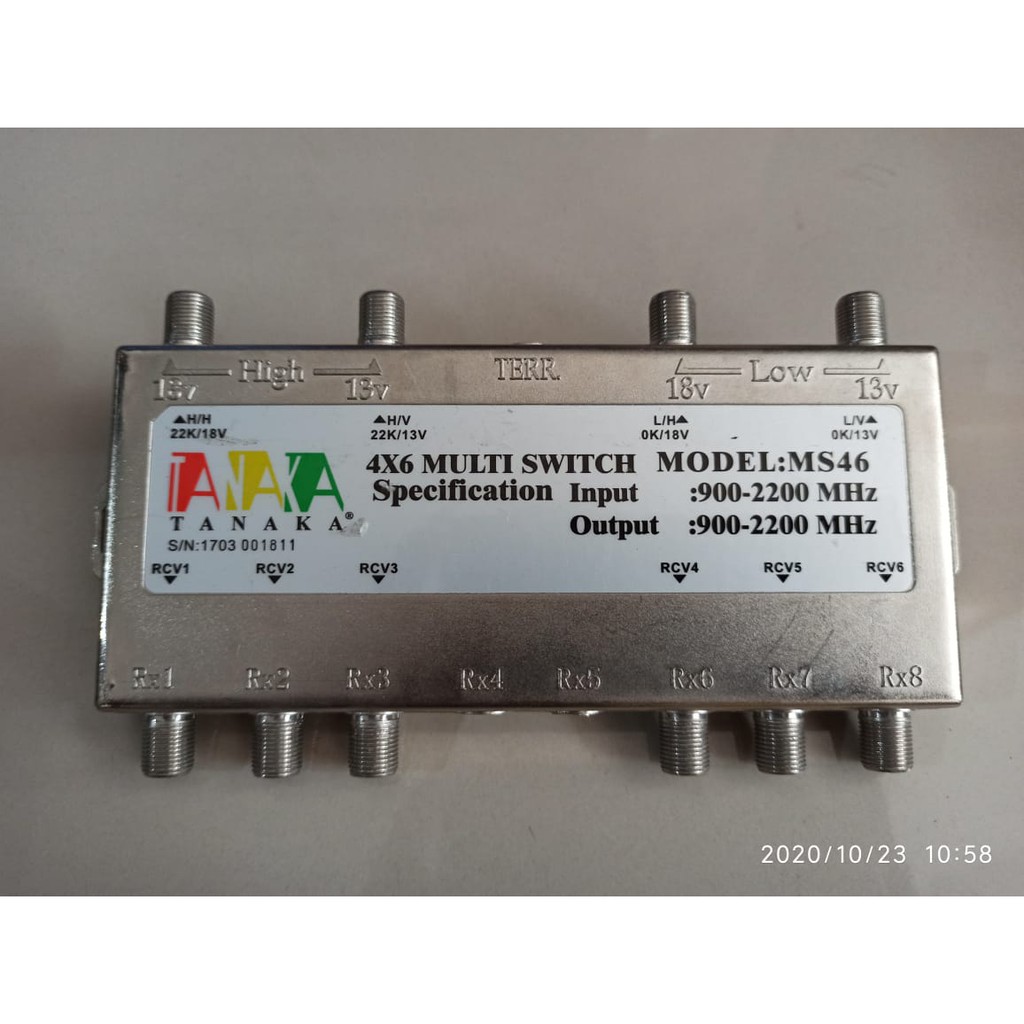 High TERR. Low
18v 13v 18v 13v
H/H H/V L/H L/V
22K/18V 22K/13V 0K/18V 0K/13V
TANAKA 4X6 MULTI SWITCH MODEL:MS46
Specification Input :900-2200 MHz
TANAKA® Output :900-2200 MHz
S/N:1703 001811
RCV1 RCV2 RCV3 RCV4 RCV5 RCV6
Rx1 Rx2 Rx3 Rx4 Rx5 Rx6 Rx7 Rx8
2020/10/23 10:58